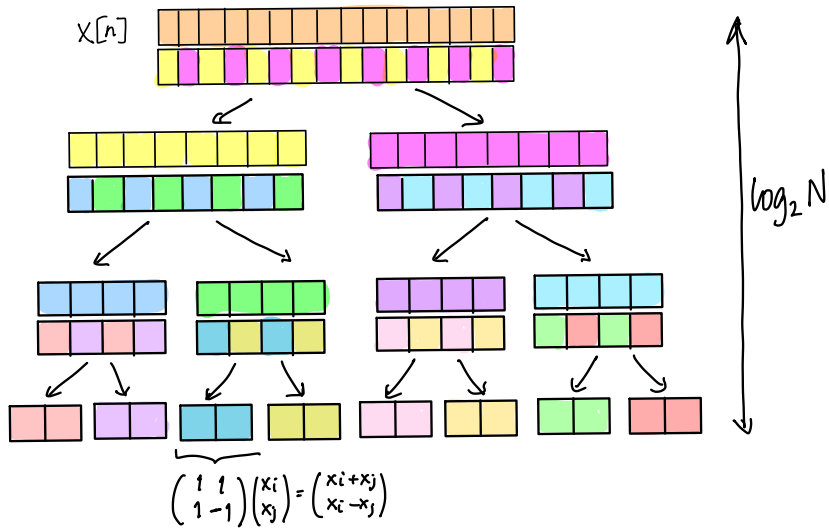 x[n]
log₂ N
( 1 1 ) ( xi ) = ( xi+xj )
( 1 -1 ) ( xj ) ( xi-xj )